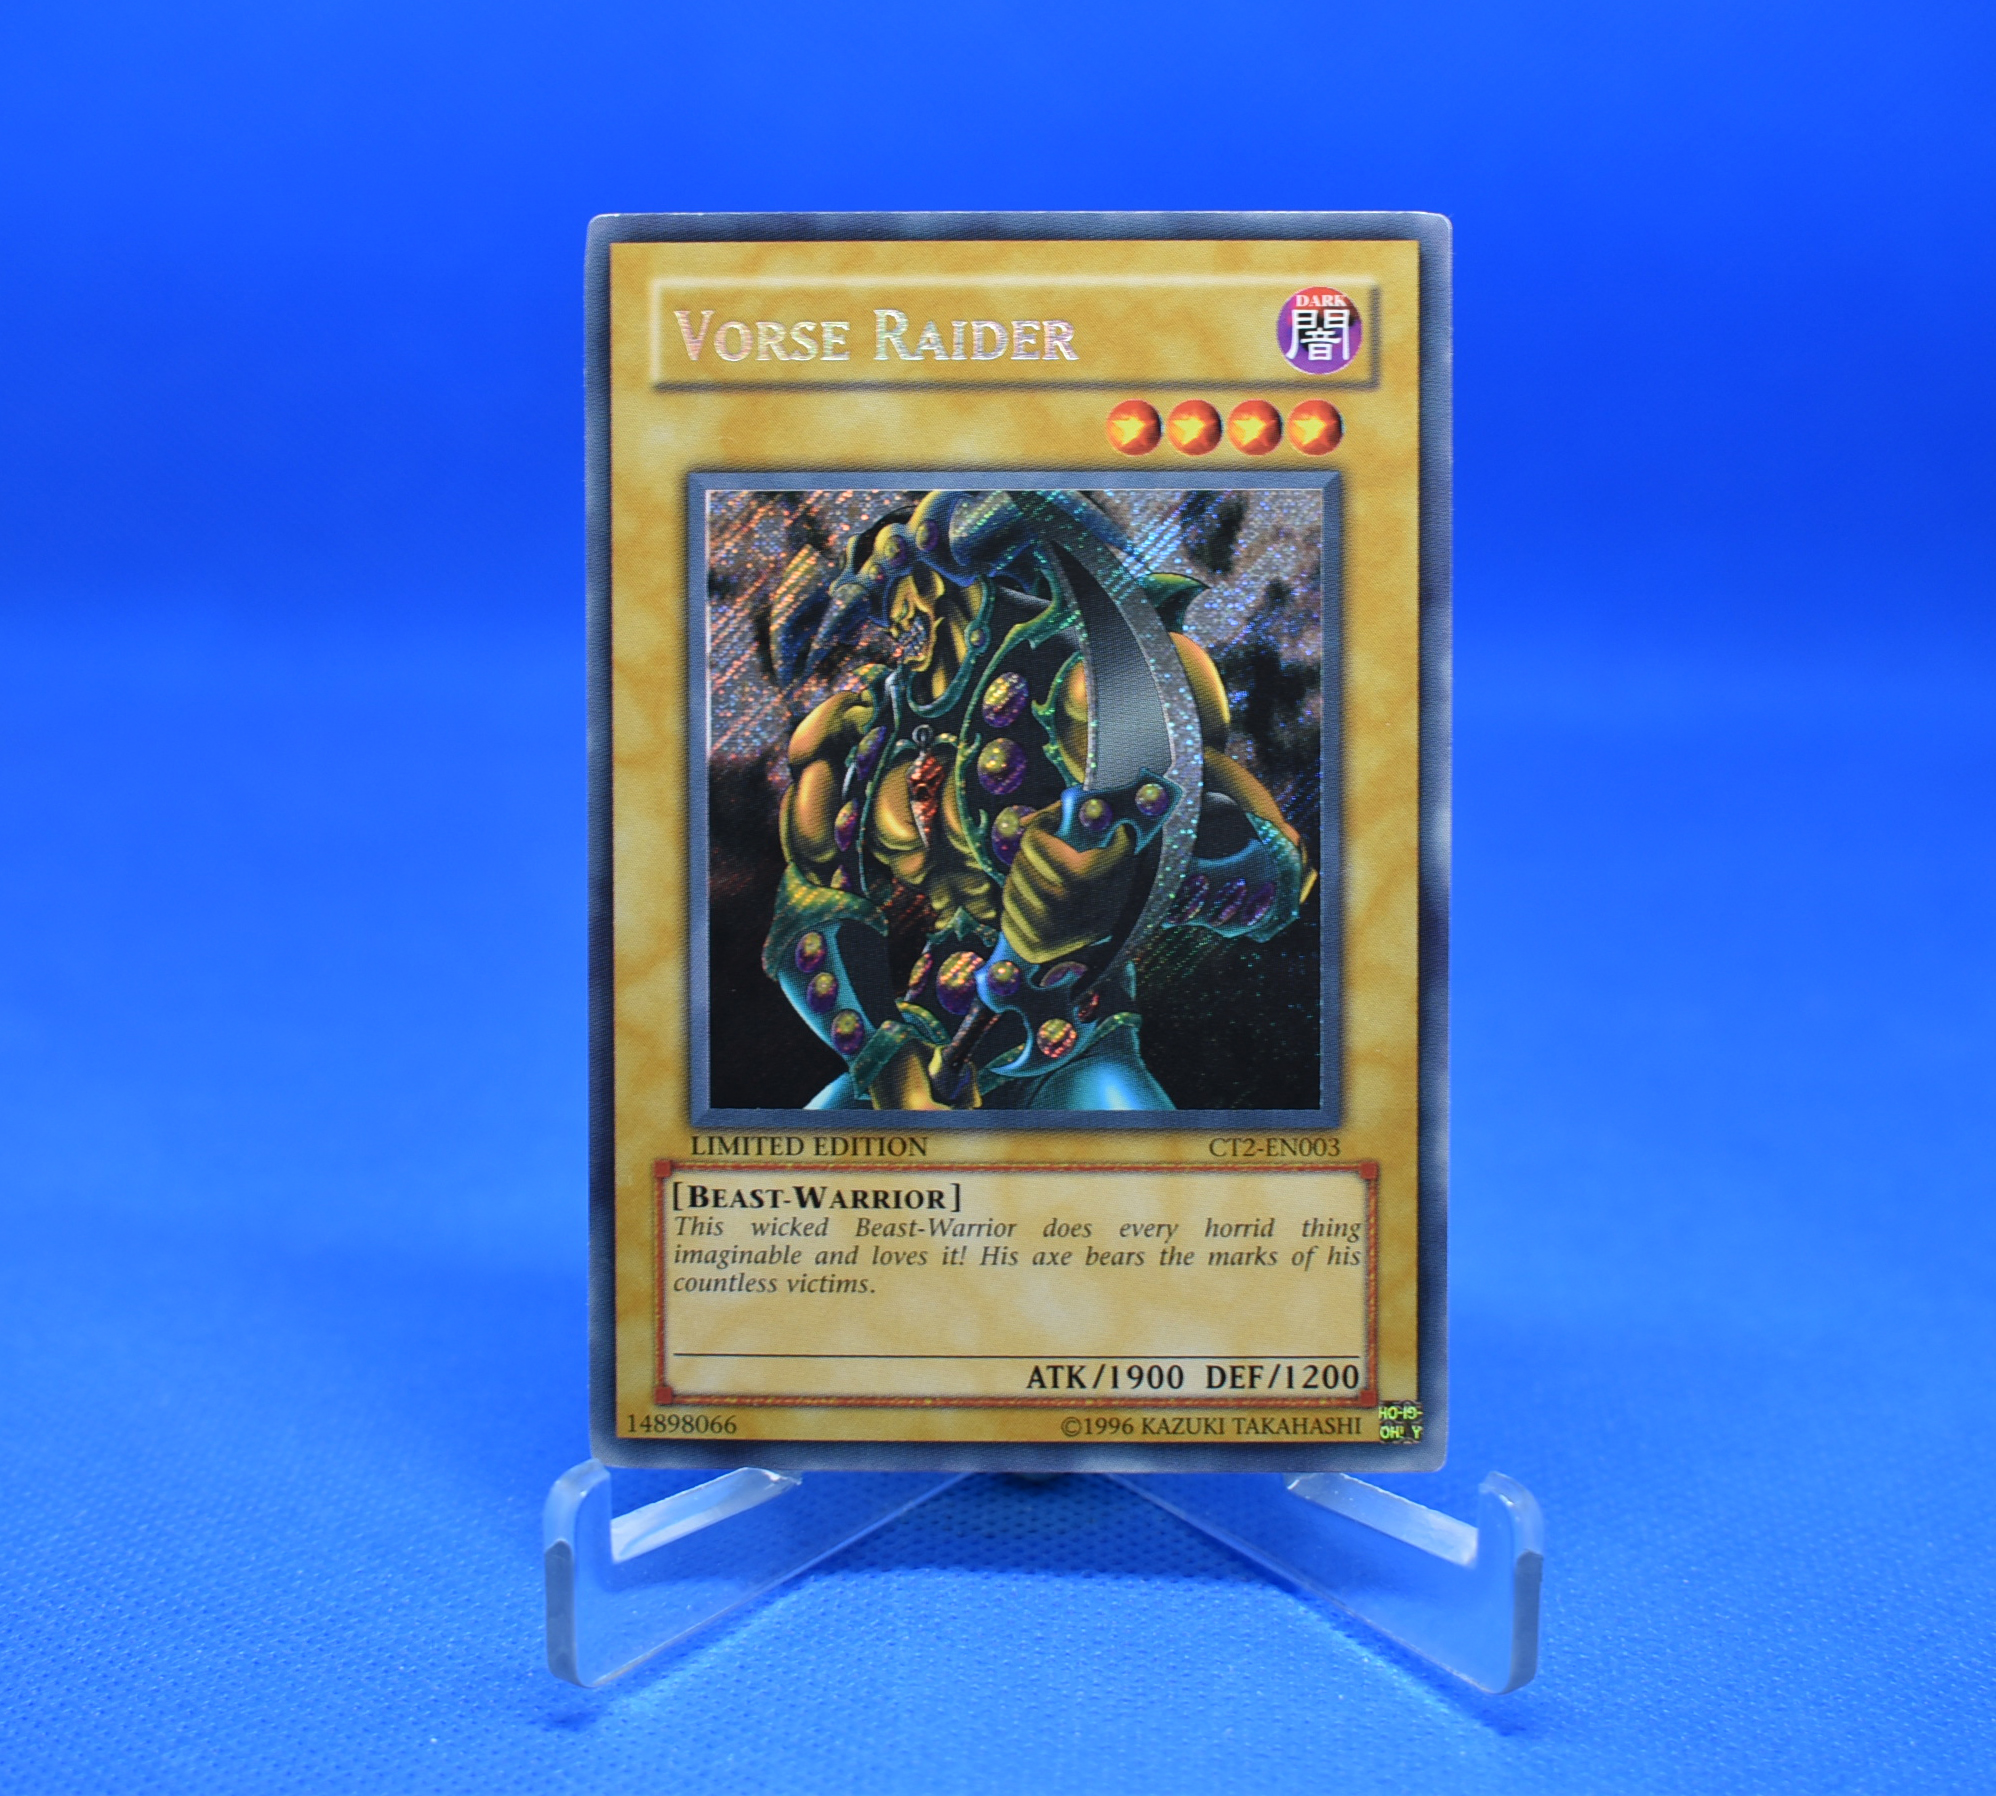 VORSE RAIDER
DARK
闇
LIMITED EDITION
CT2-EN003
[BEAST-WARRIOR]
This wicked Beast-Warrior does every horrid thing
imaginable and loves it! His axe bears the marks of his
countless victims.
ATK/1900 DEF/1200
14898066
©1996 KAZUKI TAKAHASHI